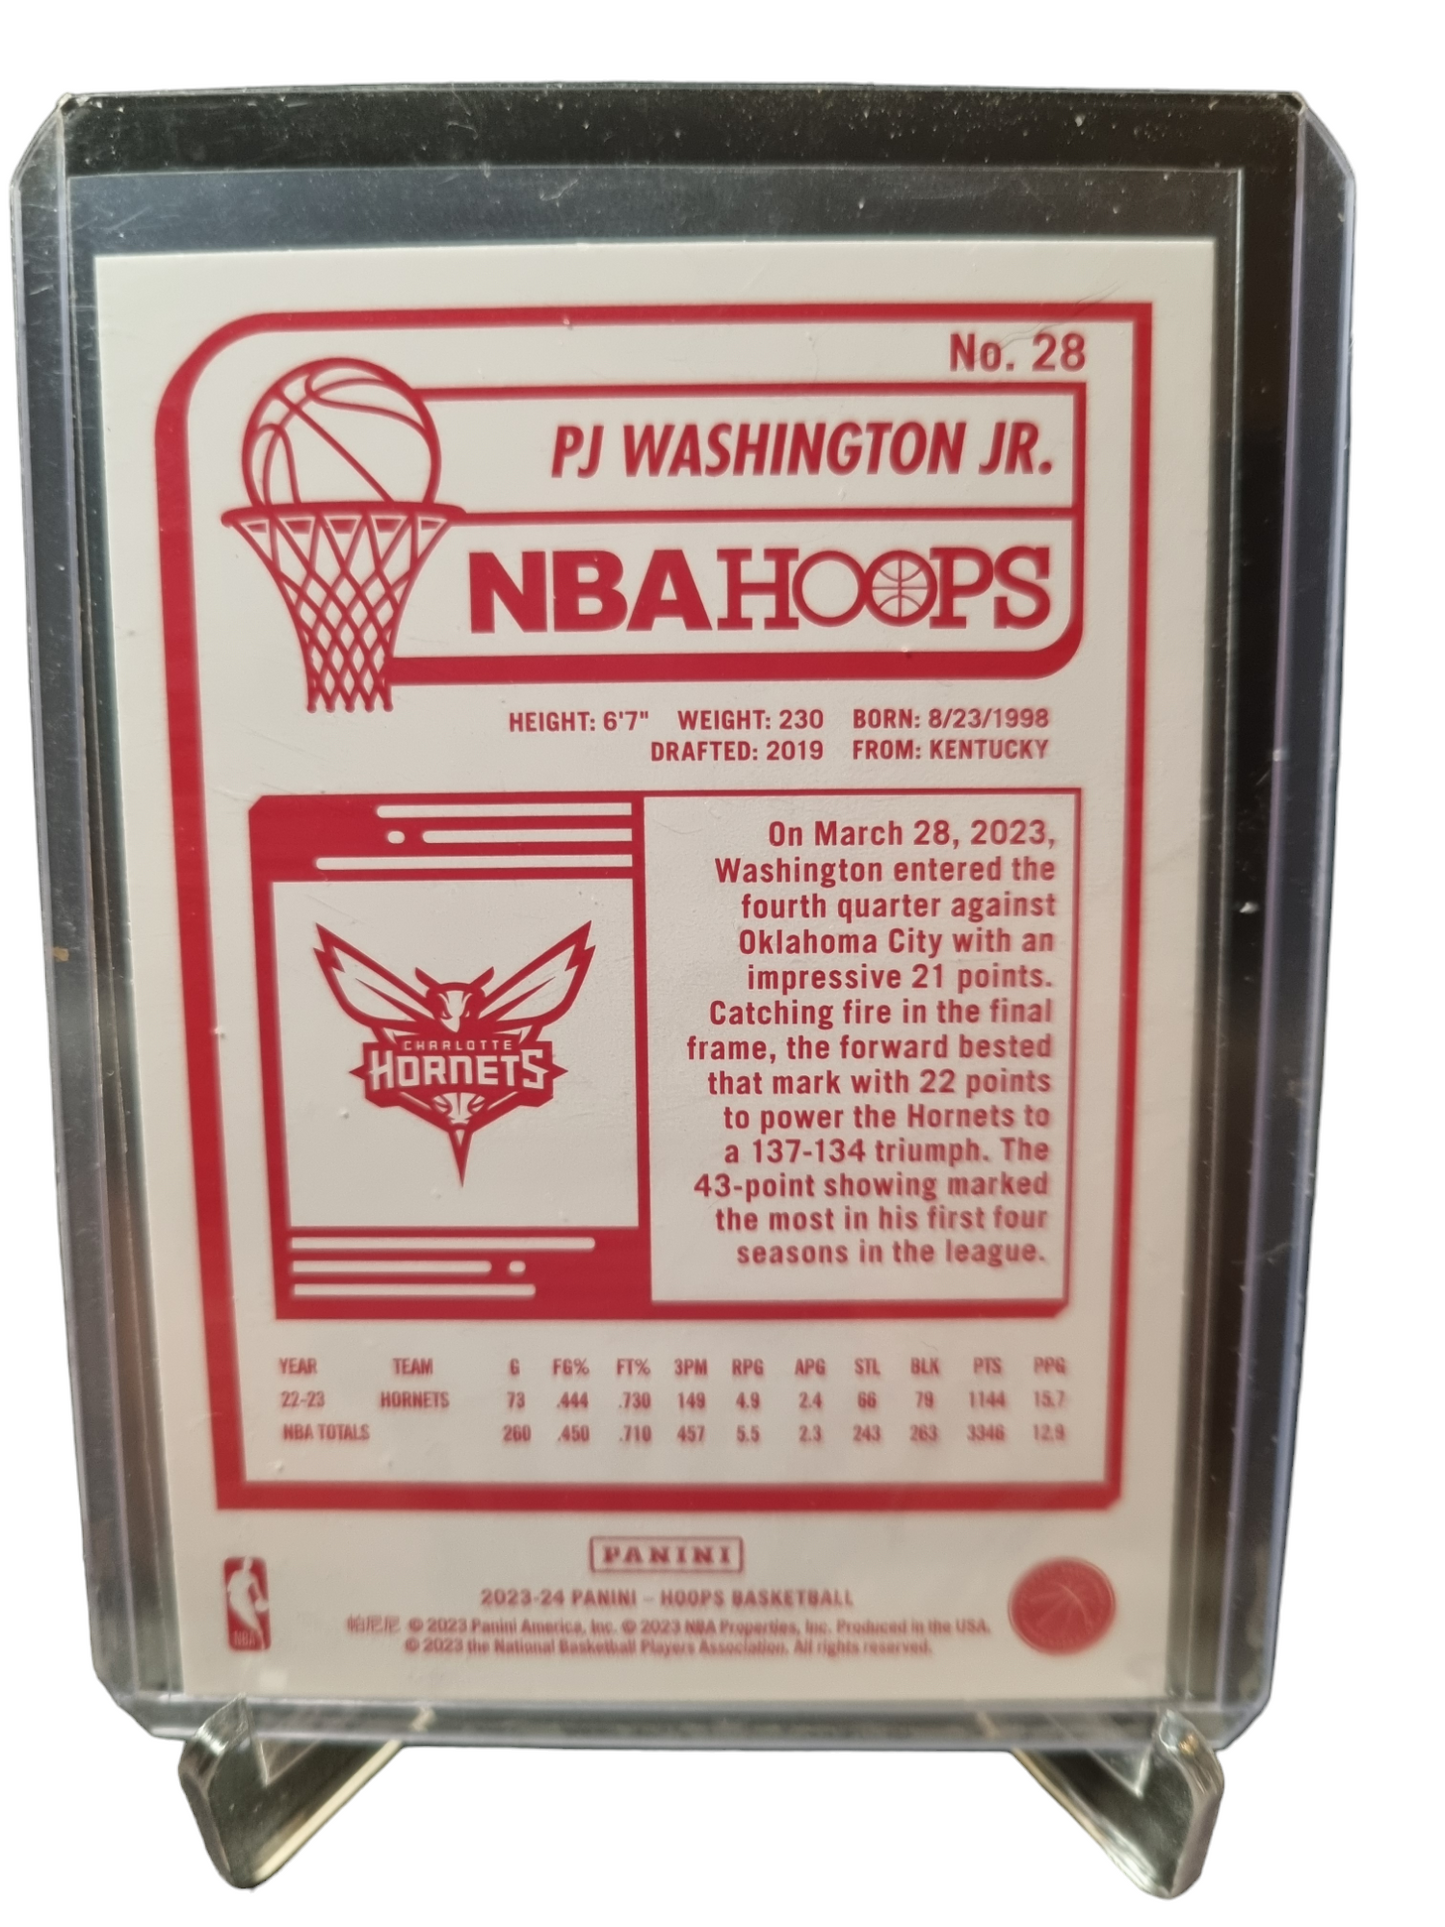 No. 28
PJ WASHINGTON JR.
NBA HOOPS
HEIGHT: 6'7" WEIGHT: 230 BORN: 8/23/1998
DRAFTED: 2019 FROM: KENTUCKY
On March 28, 2023,
Washington entered the
fourth quarter against
Oklahoma City with an
impressive 21 points.
Catching fire in the final
frame, the forward bested
that mark with 22 points
to power the Hornets to
a 137-134 triumph. The
43-point showing marked
the most in his first four
seasons in the league.
CHARLOTTE
HORNETS
YEAR TEAM G FG% FT% 3PM RPG APG STL BLK PTS PPG
22-23 HORNETS 73 .444 .730 149 4.9 2.4 66 79 1144 15.7
NBA TOTALS 260 .450 .710 457 5.5 2.3 243 263 3346 12.9
PANINI
2023-24 PANINI – HOOPS BASKETBALL
帕尼尼 © 2023 Panini America, Inc. © 2023 NBA Properties, Inc. Produced in the USA.
© 2023 the National Basketball Players Association. All rights reserved.
NBA